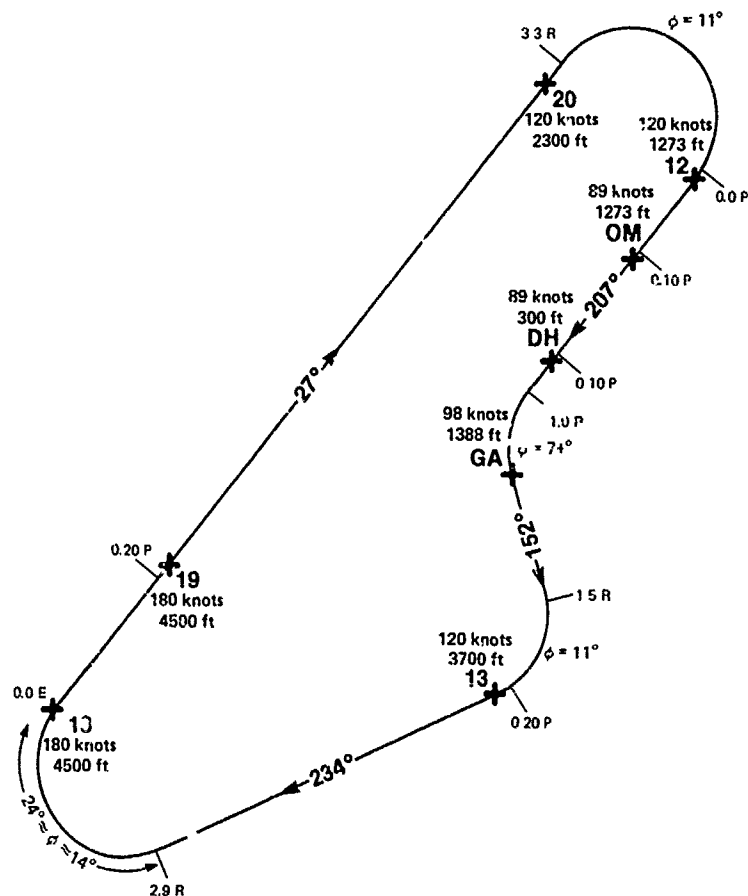 φ = 11°
3 3 R
20
120 knots
2300 ft
120 knots
1273 ft
12
0.0 P
89 knots
1273 ft
OM
0.10 P
207°
89 knots
300 ft
DH
0.10 P
1.0 P
98 knots
1388 ft
GA
27°
152°
0.20 P
19
180 knots
4500 ft
1 5 R
φ = 11°
120 knots
3700 ft
13
0 20 P
0.0 E
180 knots
4500 ft
234°
24° ≈ φ ≈ 14°
2.9 R